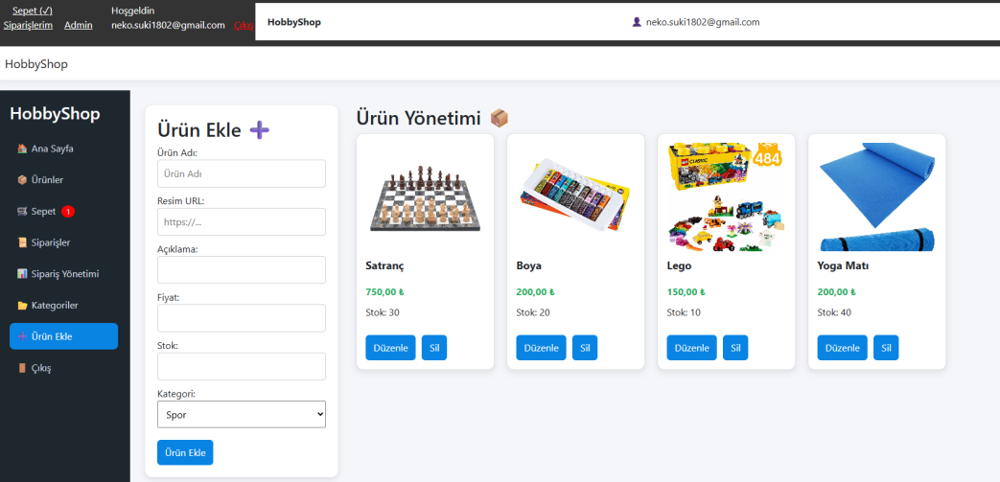 Sepet (✓)
Siparişlerim Admin
Hoşgeldin
neko.suki1802@gmail.com Çıkış
HobbyShop
👤 neko.suki1802@gmail.com
HobbyShop
HobbyShop
Ana Sayfa
Ürünler
Sepet 1
Siparişler
Sipariş Yönetimi
Kategoriler
Ürün Ekle
Çıkış
Ürün Ekle ➕
Ürün Adı:
Ürün Adı
Resim URL:
https://...
Açıklama:
Fiyat:
Stok:
Kategori:
Spor
Ürün Ekle
Ürün Yönetimi 📦
Satranç
750,00 ₺
Stok: 30
Düzenle Sil
Boya
200,00 ₺
Stok: 20
Düzenle Sil
CLASSIC
484
Lego
150,00 ₺
Stok: 10
Düzenle Sil
Yoga Matı
200,00 ₺
Stok: 40
Düzenle Sil